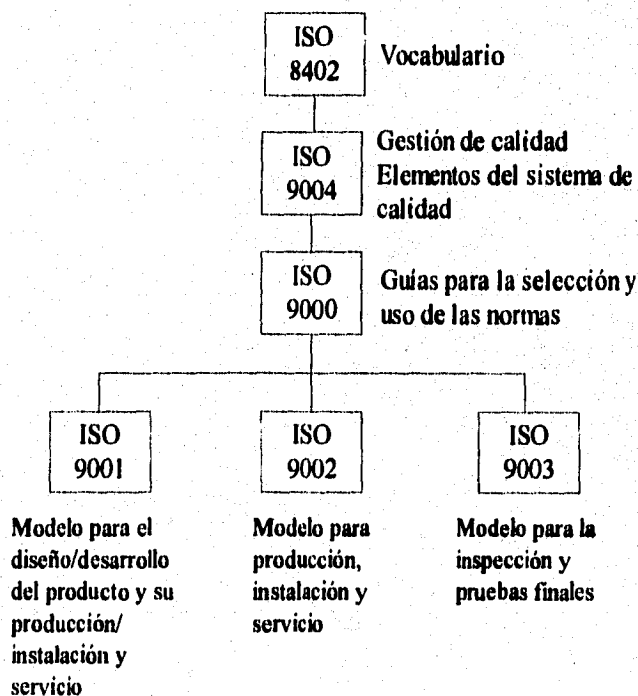 ISO
8402
Vocabulario
ISO
9004
Gestión de calidad
Elementos del sistema de
calidad
ISO
9000
Guías para la selección y
uso de las normas
ISO
9001
ISO
9002
ISO
9003
Modelo para el
diseño/desarrollo
del producto y su
producción/
instalación y
servicio
Modelo para
producción,
instalación y
servicio
Modelo para la
inspección y
pruebas finales